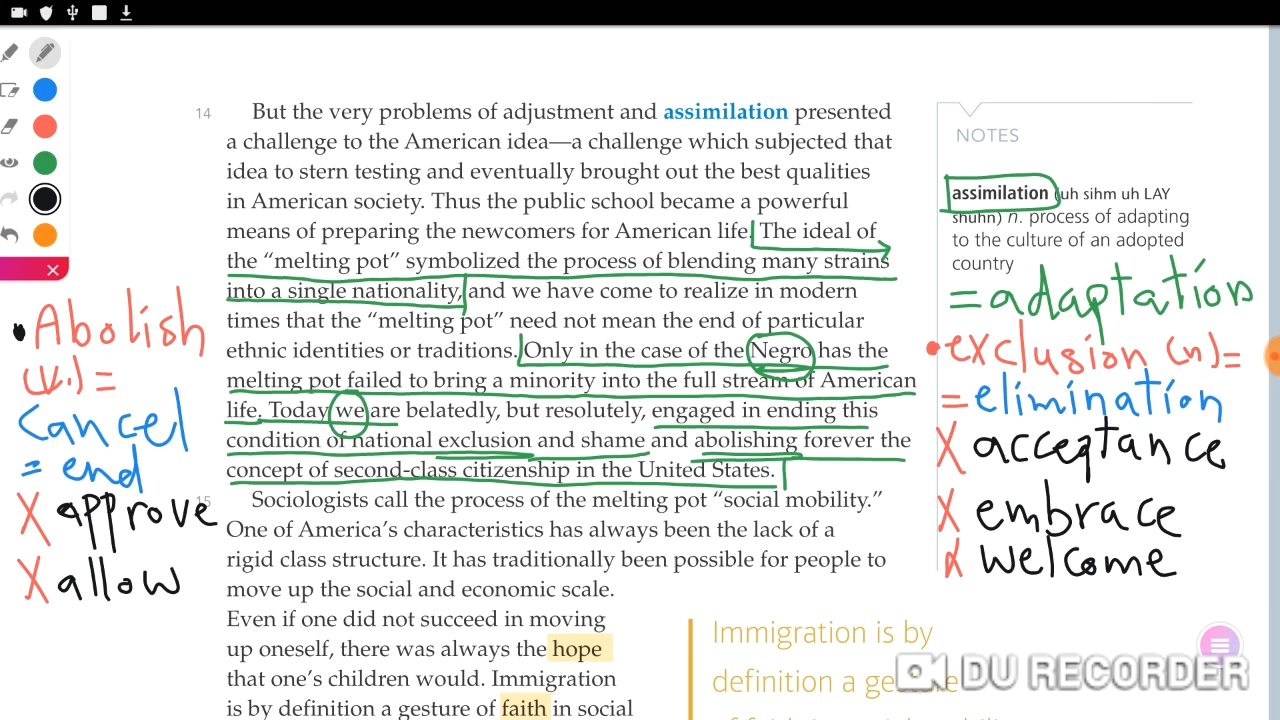 14
But the very problems of adjustment and assimilation presented
a challenge to the American idea—a challenge which subjected that
idea to stern testing and eventually brought out the best qualities
in American society. Thus the public school became a powerful
means of preparing the newcomers for American life. The ideal of
the “melting pot” symbolized the process of blending many strains
into a single nationality, and we have come to realize in modern
times that the “melting pot” need not mean the end of particular
ethnic identities or traditions. Only in the case of the Negro has the
melting pot failed to bring a minority into the full stream of American
life. Today we are belatedly, but resolutely, engaged in ending this
condition of national exclusion and shame and abolishing forever the
concept of second-class citizenship in the United States.
15
Sociologists call the process of the melting pot “social mobility.”
One of America’s characteristics has always been the lack of a
rigid class structure. It has traditionally been possible for people to
move up the social and economic scale.
Even if one did not succeed in moving
up oneself, there was always the hope
that one’s children would. Immigration
is by definition a gesture of faith in social
NOTES
assimilation (uh sihm uh LAY
shuhn) n. process of adapting
to the culture of an adopted
country
= adaptation
• exclusion (n) =
= elimination
X acceptance
X embrace
X welcome
• Abolish
(v.) =
Cancel
= end
X approve
X allow
Immigration is by
definition a gesture
DU RECORDER